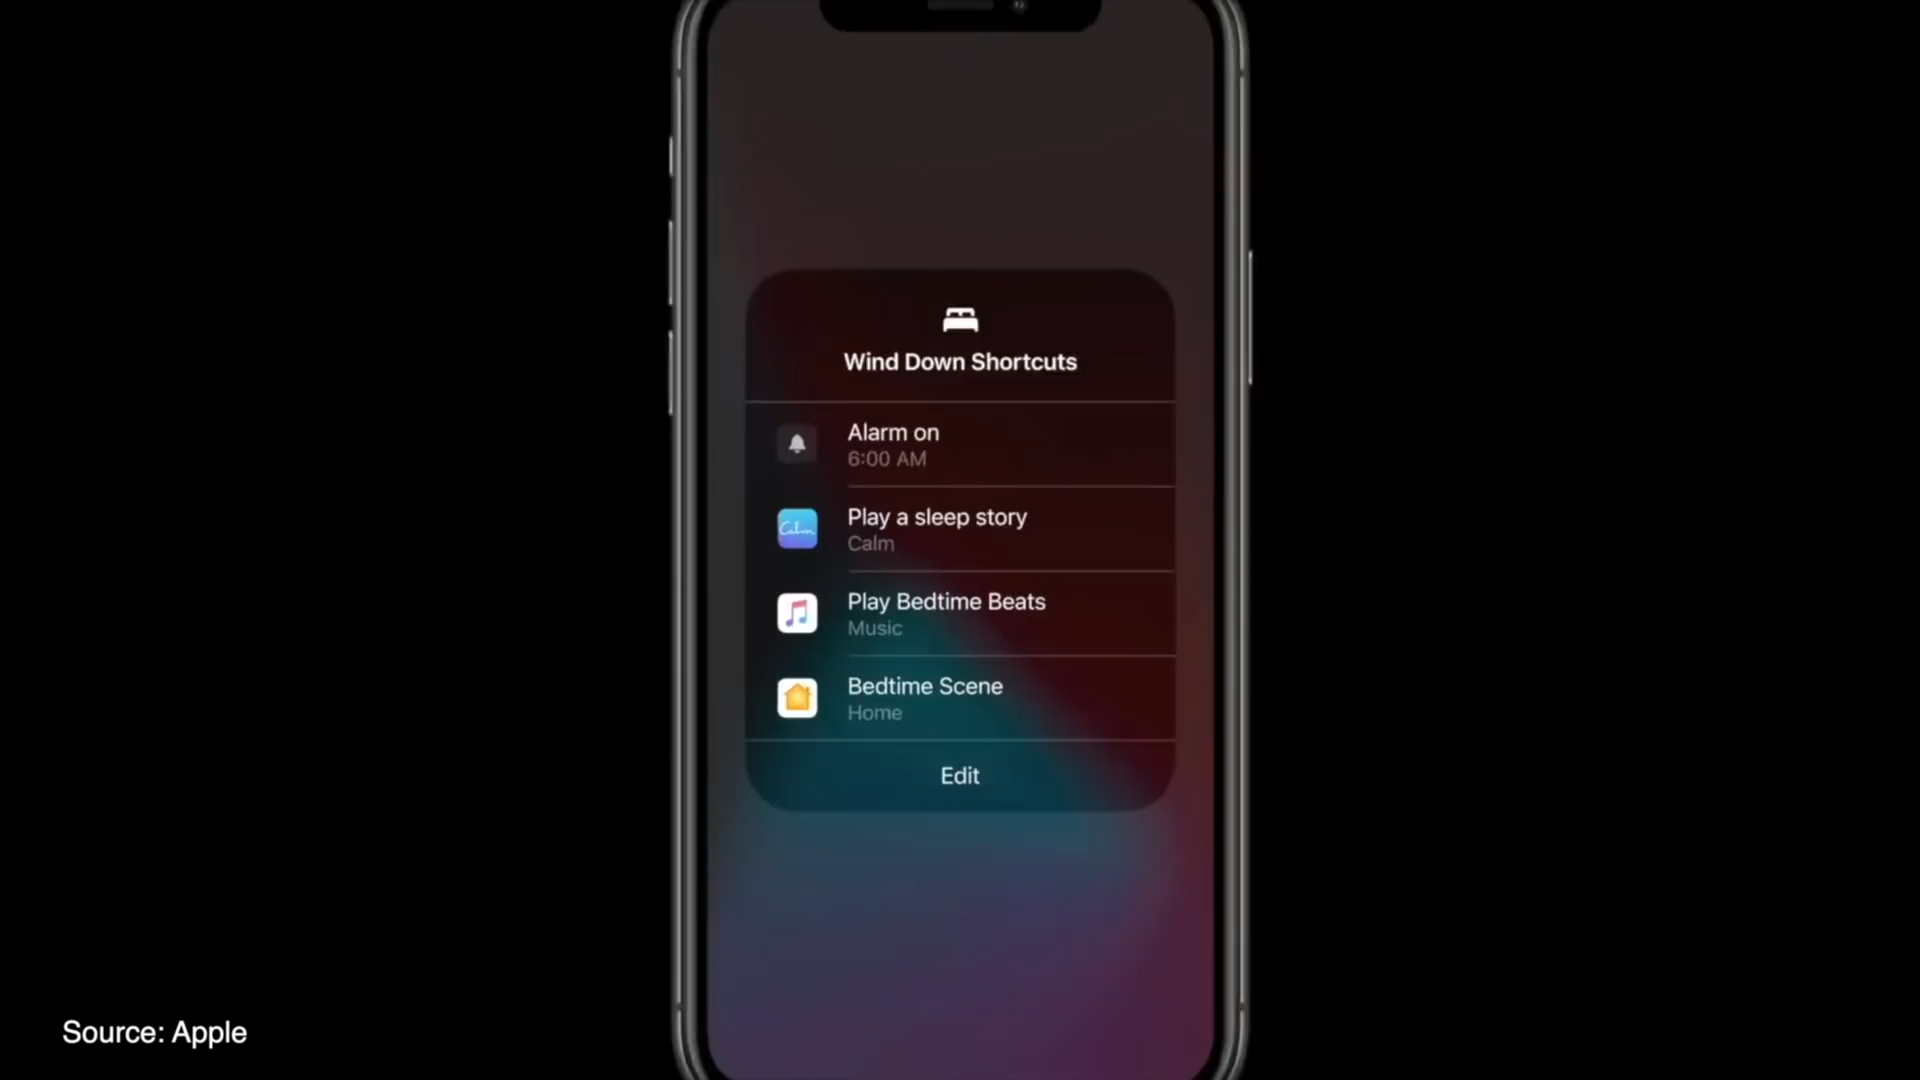 Wind Down Shortcuts
Alarm on
6:00 AM
Calm
Play a sleep story
Calm
Play Bedtime Beats
Music
Bedtime Scene
Home
Edit
Source: Apple